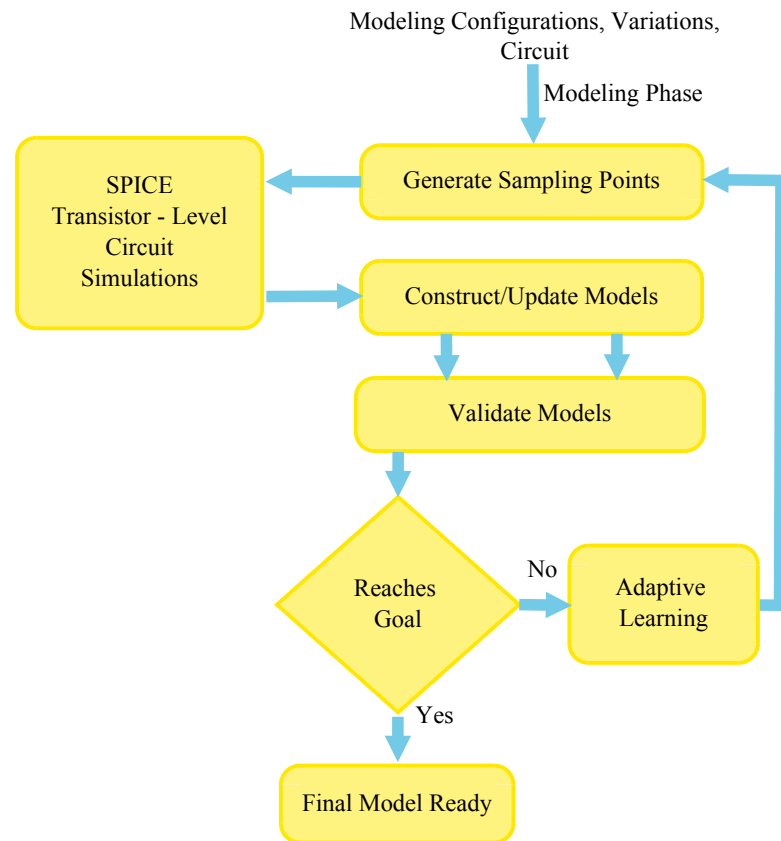 Modeling Configurations, Variations,
Circuit
Modeling Phase
Generate Sampling Points
SPICE
Transistor - Level
Circuit
Simulations
Construct/Update Models
Validate Models
Reaches
Goal
No
Adaptive
Learning
Yes
Final Model Ready